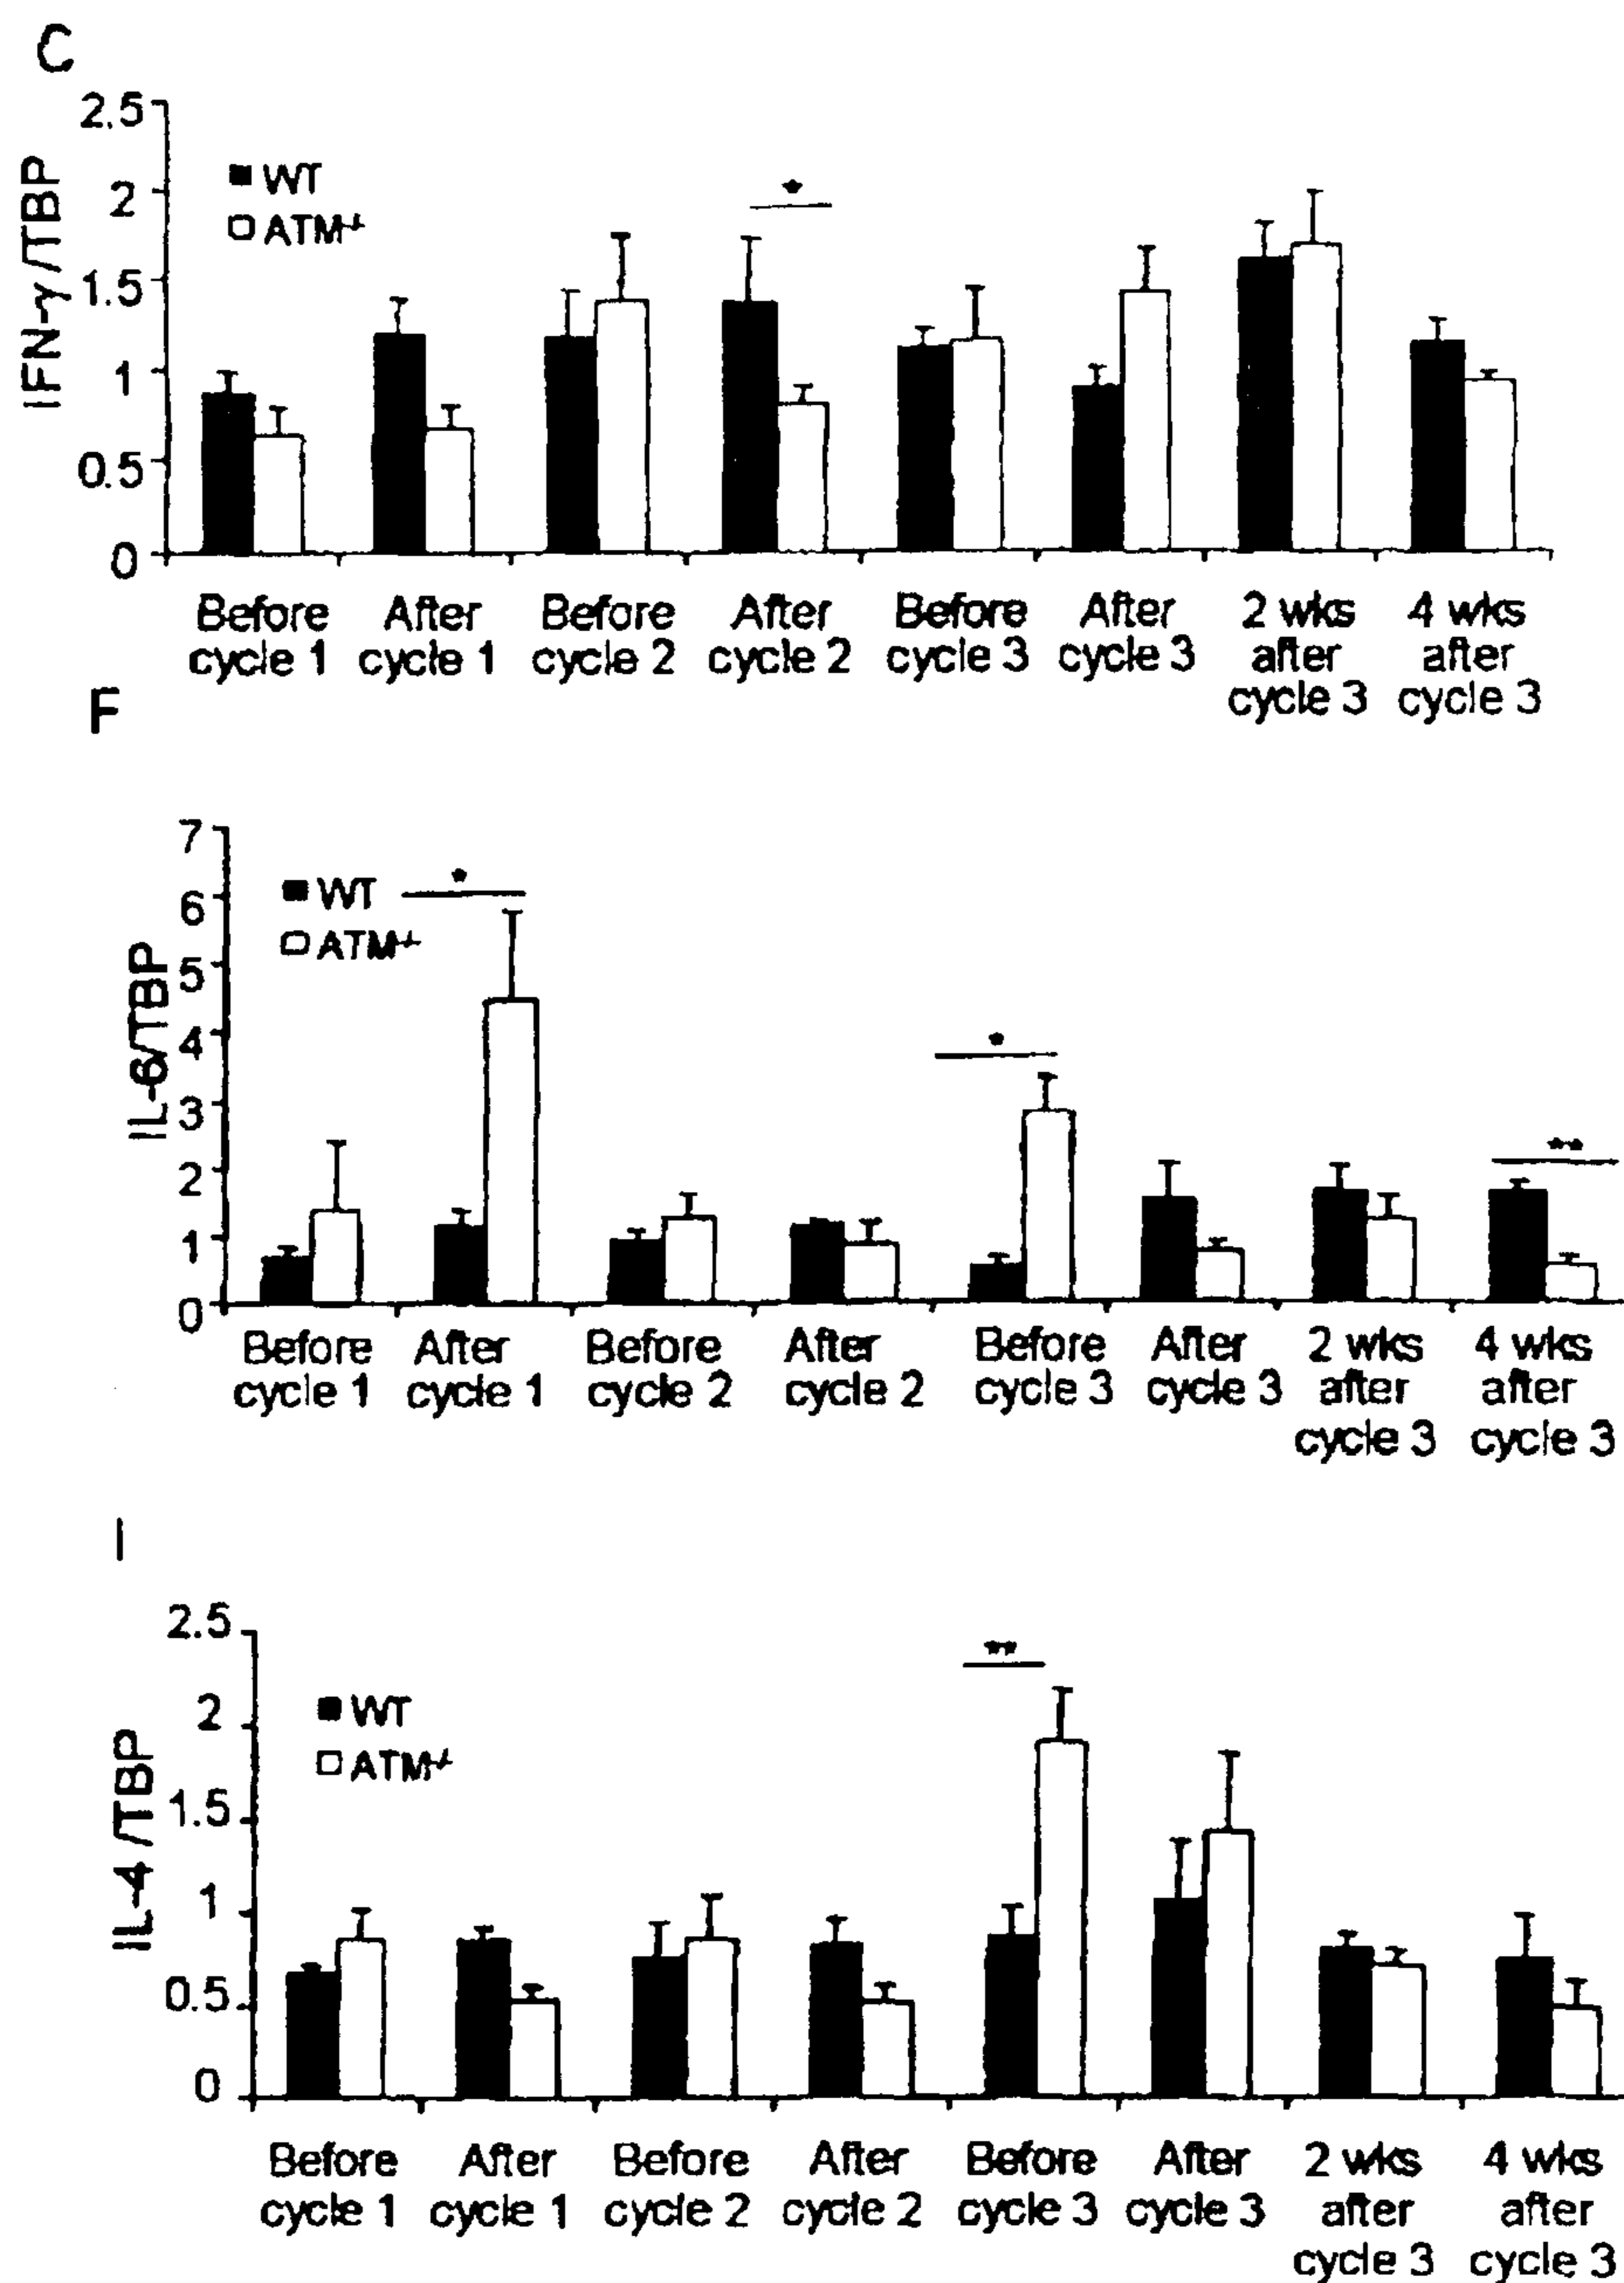 C
2.5
2
1.5
1
0.5
0
IFN-γ/TBP
WT
ATM-/-
*
Before cycle 1
After cycle 1
Before cycle 2
After cycle 2
Before cycle 3
After cycle 3
2 wks after cycle 3
4 wks after cycle 3
F
7
6
5
4
3
2
1
0
IL-6/TBP
WT
ATM-/-
*
*
**
Before cycle 1
After cycle 1
Before cycle 2
After cycle 2
Before cycle 3
After cycle 3
2 wks after cycle 3
4 wks after cycle 3
I
2.5
2
1.5
1
0.5
0
IL-4/TBP
WT
ATM-/-
**
Before cycle 1
After cycle 1
Before cycle 2
After cycle 2
Before cycle 3
After cycle 3
2 wks after cycle 3
4 wks after cycle 3